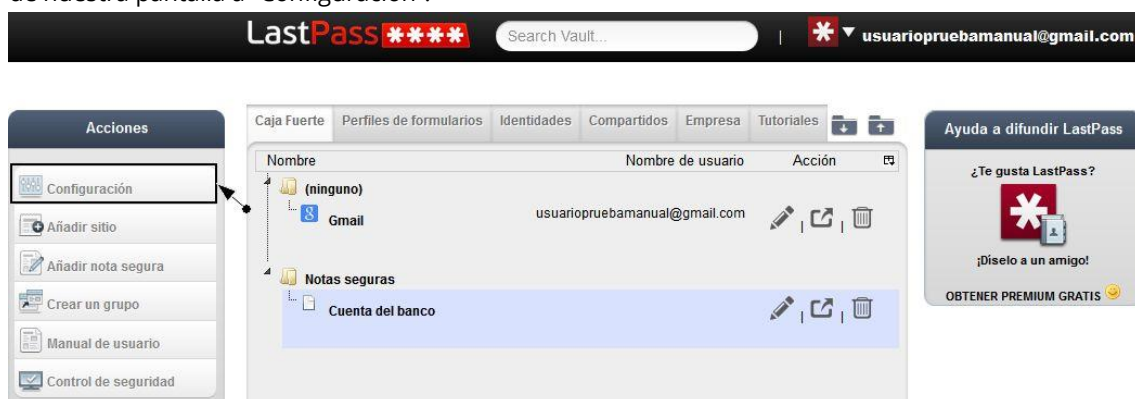 de nuestra pantalla a "Configuración".
LastPass ****
Search Vault...
| usuariopruebamanual@gmail.com
Acciones
Configuración
Añadir sitio
Añadir nota segura
Crear un grupo
Manual de usuario
Control de seguridad
Caja Fuerte Perfiles de formularios Identidades Compartidos Empresa Tutoriales
Nombre Nombre de usuario Acción
(ninguno)
Gmail usuariopruebamanual@gmail.com
Notas seguras
Cuenta del banco
Ayuda a difundir LastPass
¿Te gusta LastPass?
¡Díselo a un amigo!
OBTENER PREMIUM GRATIS